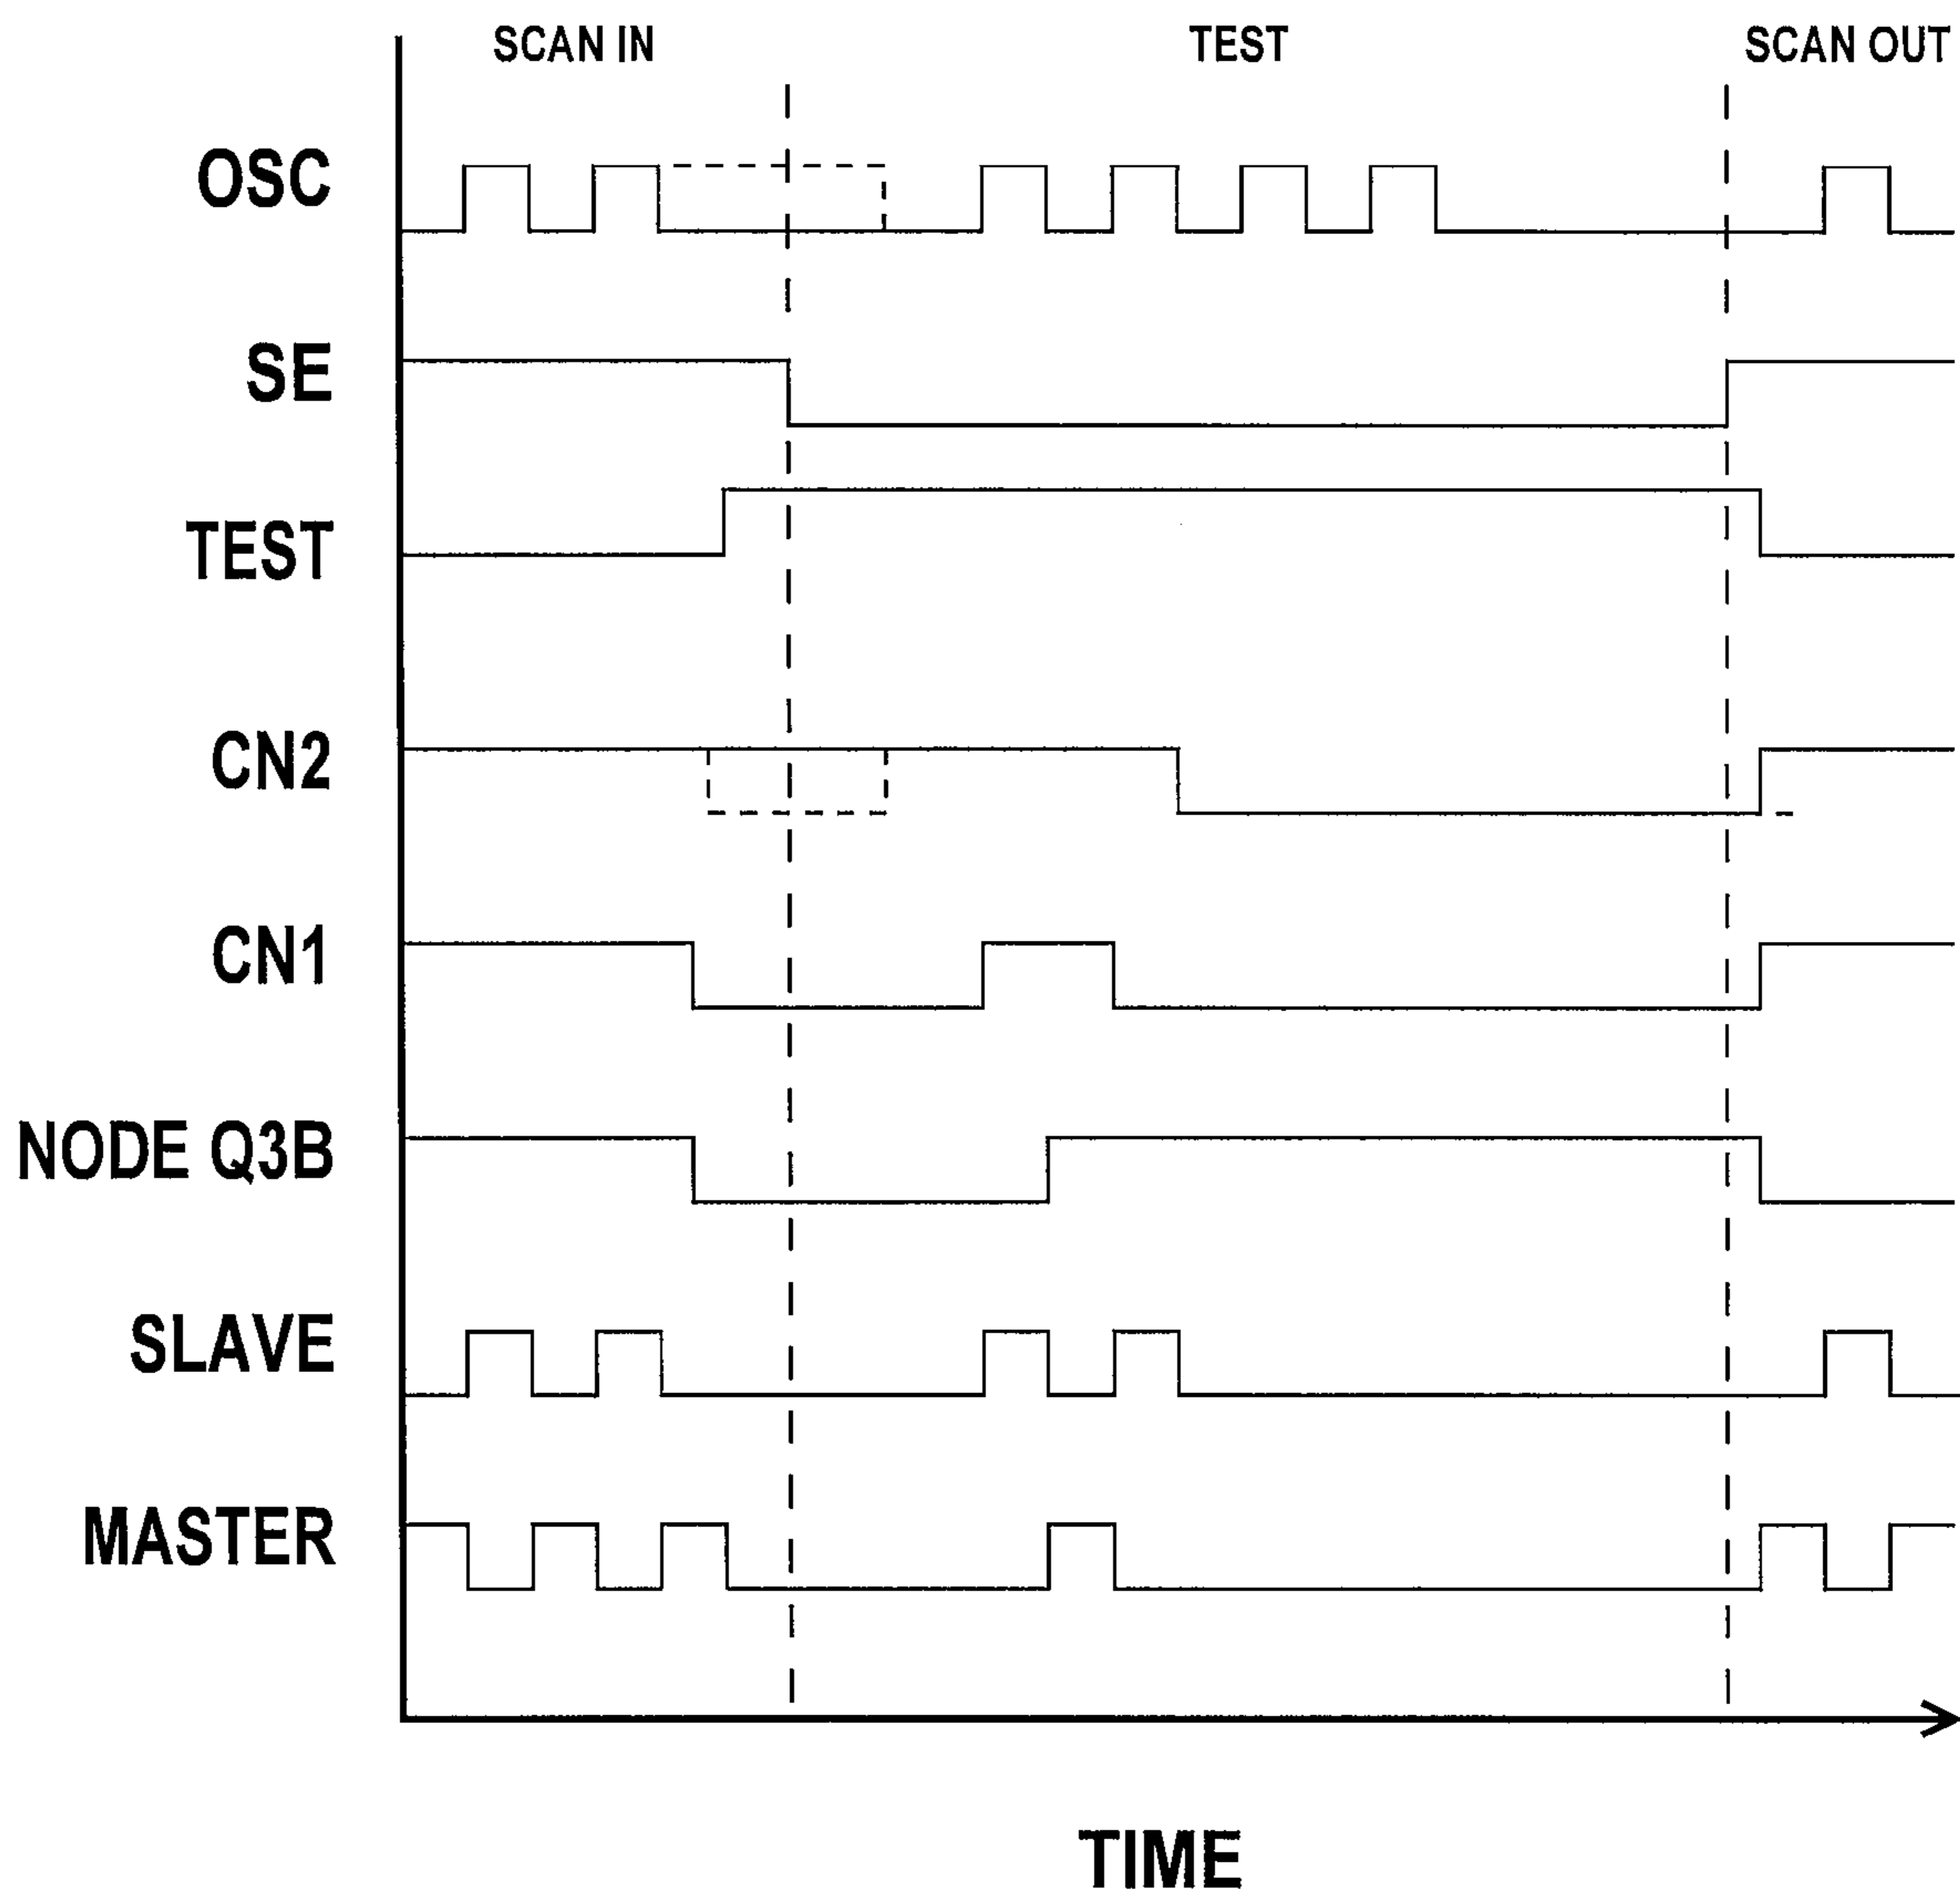 SCAN IN TEST SCAN OUT
OSC
SE
TEST
CN2
CN1
NODE Q3B
SLAVE
MASTER
TIME